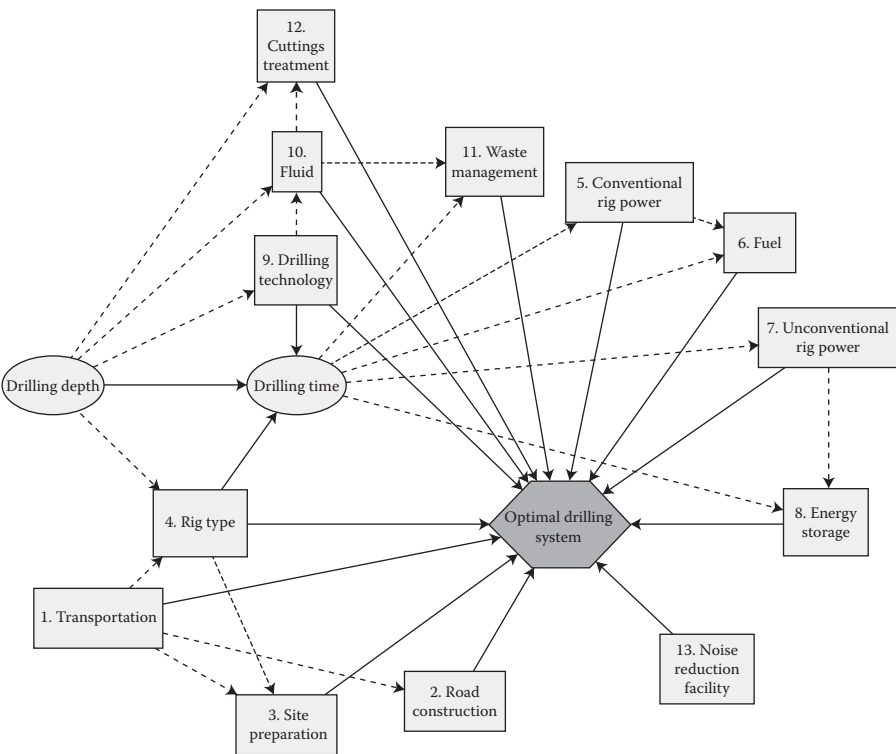 12.
Cuttings
treatment
10.
Fluid
11. Waste
management
5. Conventional
rig power
6. Fuel
9. Drilling
technology
7. Unconventional
rig power
Drilling depth
Drilling time
4. Rig type
Optimal drilling
system
8. Energy
storage
1. Transportation
13. Noise
reduction
facility
2. Road
construction
3. Site
preparation